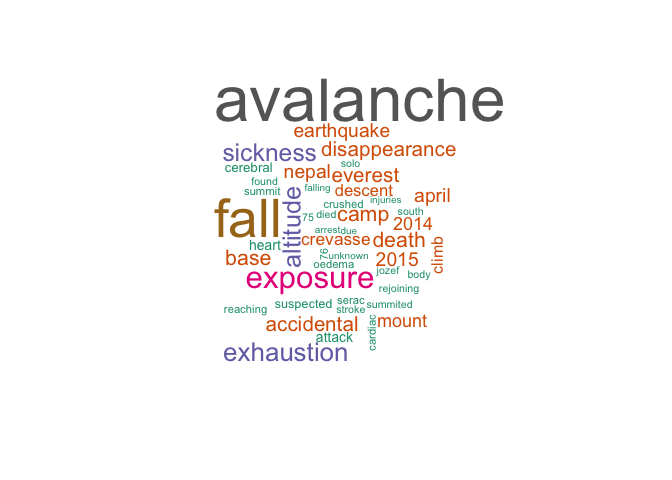 avalanche
earthquake
sickness disappearance
cerebral solo
nepal everest
found falling descent
summit injuries april
altitude crushed
fall 75 died camp south
2014
arrest due
heart crevasse death climb
base 76 unknown 2015
oedema jozef body
exposure rejoining
reaching suspected serac summited
stroke
accidental mount
attack cardiac
exhaustion